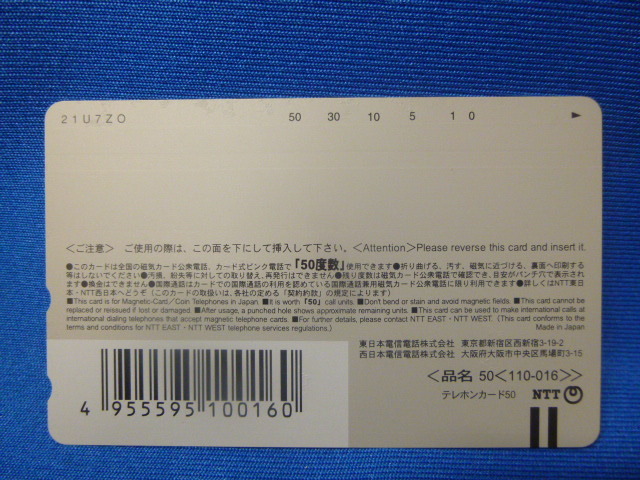 21U7ZO 50 30 10 5 1 0
＜ご注意＞ ご使用の際は、この面を下にして挿入して下さい。＜Attention＞Please reverse this card and insert it.
●このカードは全国の磁気カード公衆電話、カード式ピンク電話で「50度数」使用できます●折り曲げる、汚す、磁気に近づける、裏面へ印刷する
等はしないでください●汚損、紛失等に対しての取り替え、再発行はできません●残り度数は磁気カード公衆電話で確認でき、目安がパンチ穴で表示されま
す●換金はできません●国際通話はカードでの国際通話の利用を認めている国際通話兼用磁気カード公衆電話に限り利用できます●詳しくはNTT東日
本・NTT西日本へどうぞ（このカードの取扱いは、各社の定める「契約約款」の規定によります）
■This card is for Magnetic-Card／Coin Telephones in Japan. ■It is worth「50」call units. ■Don't bend or stain and avoid magnetic fields. ■This card cannot be
replaced or reissued if lost or damaged. ■After usage, a punched hole shows approximate remaining units. ■This card can be used to make international calls at
international dialing telephones that accept magnetic telephone cards. ■For further details, please contact NTT EAST・NTT WEST. (This card conforms to the
terms and conditions for NTT EAST・NTT WEST telephone services regulations.)
Made in Japan
東日本電信電話株式会社 東京都新宿区西新宿3-19-2
西日本電信電話株式会社 大阪府大阪市中央区馬場町3-15
＜品名 50＜110-016＞＞
テレホンカード50 NTT
4 955595 100160